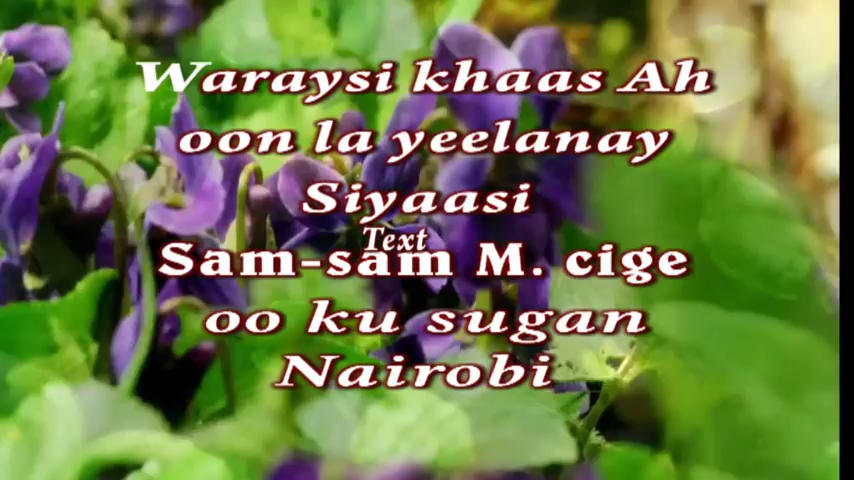 Waraysi khaas Ah
oon la yeelanay
Siyaasi
Text
Sam-sam M. cige
oo ku sugan
Nairobi